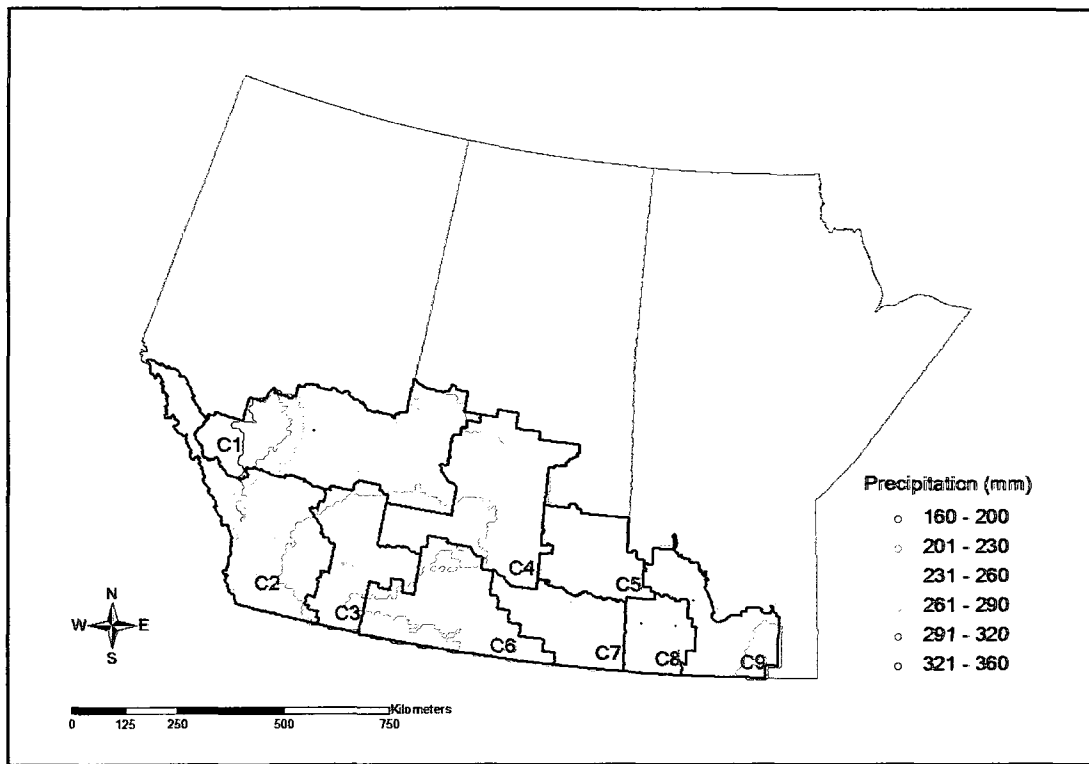 C1
C2
C3
C4
C5
C6
C7
C8
C9
Precipitation (mm)
160 - 200
201 - 230
231 - 260
261 - 290
291 - 320
321 - 360
N
W E
S
Kilometers
0 125 250 500 750